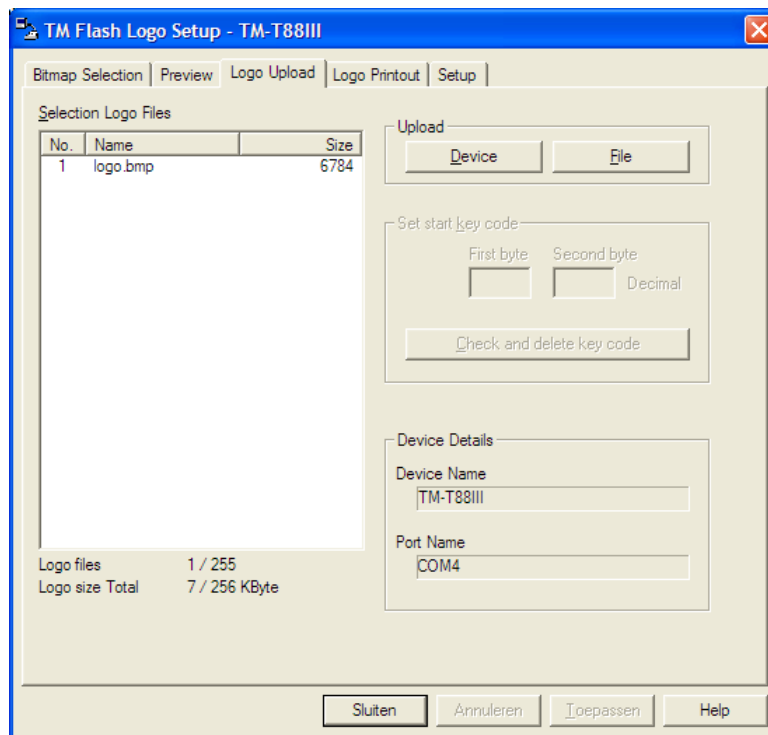 TM Flash Logo Setup - TM-T88III
Bitmap Selection Preview Logo Upload Logo Printout Setup
Selection Logo Files
No. Name Size
1 logo.bmp 6784
Logo files 1 / 255
Logo size Total 7 / 256 KByte
Upload
Device File
Set start key code
First byte Second byte
Decimal
Check and delete key code
Device Details
Device Name
TM-T88III
Port Name
COM4
Sluiten Annuleren Toepassen Help